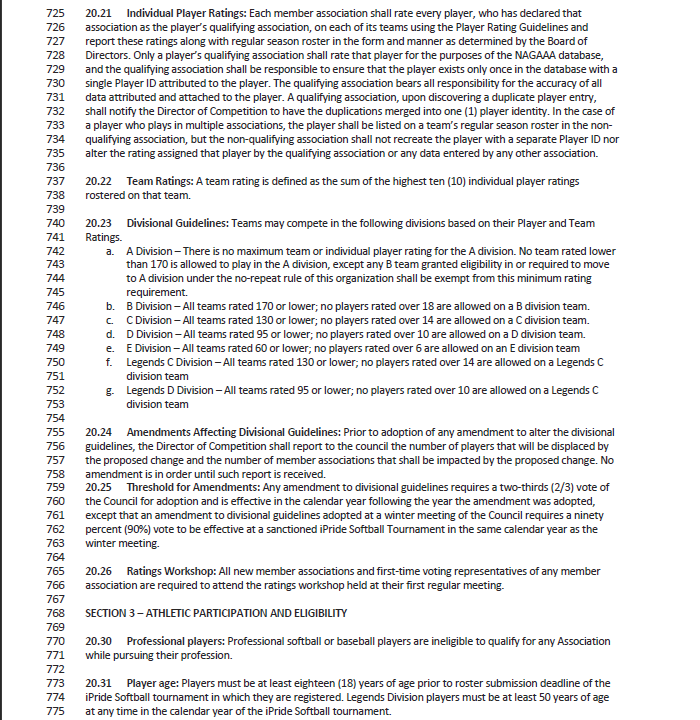 725 20.21 Individual Player Ratings: Each member association shall rate every player, who has declared that
726 association as the player's qualifying association, on each of its teams using the Player Rating Guidelines and
727 report these ratings along with regular season roster in the form and manner as determined by the Board of
728 Directors. Only a player's qualifying association shall rate that player for the purposes of the NAGAAA database,
729 and the qualifying association shall be responsible to ensure that the player exists only once in the database with a
730 single Player ID attributed to the player. The qualifying association bears all responsibility for the accuracy of all
731 data attributed and attached to the player. A qualifying association, upon discovering a duplicate player entry,
732 shall notify the Director of Competition to have the duplications merged into one (1) player identity. In the case of
733 a player who plays in multiple associations, the player shall be listed on a team's regular season roster in the non-
734 qualifying association, but the non-qualifying association shall not recreate the player with a separate Player ID nor
735 alter the rating assigned that player by the qualifying association or any data entered by any other association.
736
737 20.22 Team Ratings: A team rating is defined as the sum of the highest ten (10) individual player ratings
738 rostered on that team.
739
740 20.23 Divisional Guidelines: Teams may compete in the following divisions based on their Player and Team
741 Ratings.
742 a. A Division – There is no maximum team or individual player rating for the A division. No team rated lower
743 than 170 is allowed to play in the A division, except any B team granted eligibility in or required to move
744 to A division under the no-repeat rule of this organization shall be exempt from this minimum rating
745 requirement.
746 b. B Division – All teams rated 170 or lower; no players rated over 18 are allowed on a B division team.
747 c. C Division – All teams rated 130 or lower; no players rated over 14 are allowed on a C division team.
748 d. D Division – All teams rated 95 or lower; no players rated over 10 are allowed on a D division team.
749 e. E Division – All teams rated 60 or lower; no players rated over 6 are allowed on an E division team
750 f. Legends C Division – All teams rated 130 or lower; no players rated over 14 are allowed on a Legends C
751 division team
752 g. Legends D Division – All teams rated 95 or lower; no players rated over 10 are allowed on a Legends C
753 division team
754
755 20.24 Amendments Affecting Divisional Guidelines: Prior to adoption of any amendment to alter the divisional
756 guidelines, the Director of Competition shall report to the council the number of players that will be displaced by
757 the proposed change and the number of member associations that shall be impacted by the proposed change. No
758 amendment is in order until such report is received.
759 20.25 Threshold for Amendments: Any amendment to divisional guidelines requires a two-thirds (2/3) vote of
760 the Council for adoption and is effective in the calendar year following the year the amendment was adopted,
761 except that an amendment to divisional guidelines adopted at a winter meeting of the Council requires a ninety
762 percent (90%) vote to be effective at a sanctioned iPride Softball Tournament in the same calendar year as the
763 winter meeting.
764
765 20.26 Ratings Workshop: All new member associations and first-time voting representatives of any member
766 association are required to attend the ratings workshop held at their first regular meeting.
767
768 SECTION 3 – ATHLETIC PARTICIPATION AND ELIGIBILITY
769
770 20.30 Professional players: Professional softball or baseball players are ineligible to qualify for any Association
771 while pursuing their profession.
772
773 20.31 Player age: Players must be at least eighteen (18) years of age prior to roster submission deadline of the
774 iPride Softball tournament in which they are registered. Legends Division players must be at least 50 years of age
775 at any time in the calendar year of the iPride Softball tournament.